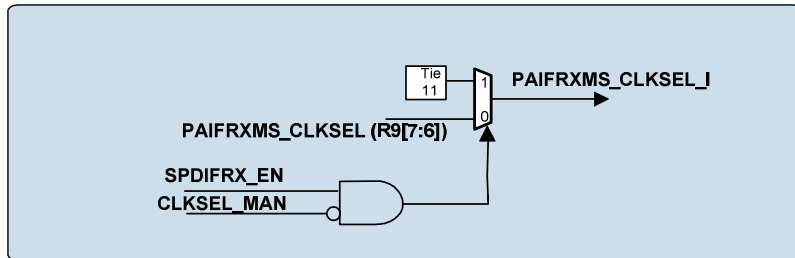 Tie
11
1
PAIFRXMS_CLKSEL_I
0
PAIFRXMS_CLKSEL (R9[7:6])
SPDIFRX_EN
CLKSEL_MAN